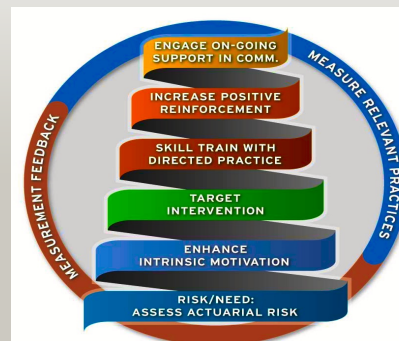 ENGAGE ON-GOING
SUPPORT IN COMM.
INCREASE POSITIVE
REINFORCEMENT
SKILL TRAIN WITH
DIRECTED PRACTICE
TARGET
INTERVENTION
ENHANCE
INTRINSIC MOTIVATION
RISK/NEED:
ASSESS ACTUARIAL RISK
MEASUREMENT FEEDBACK
MEASURE RELEVANT PRACTICES